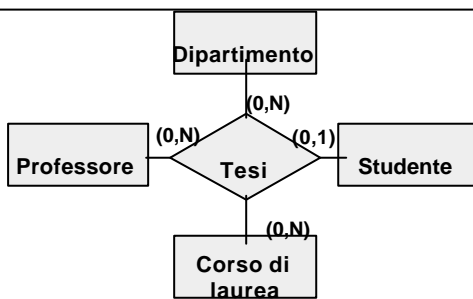 Dipartimento
(0,N)
(0,N)
(0,1)
Professore
Tesi
Studente
(0,N)
Corso di
laurea